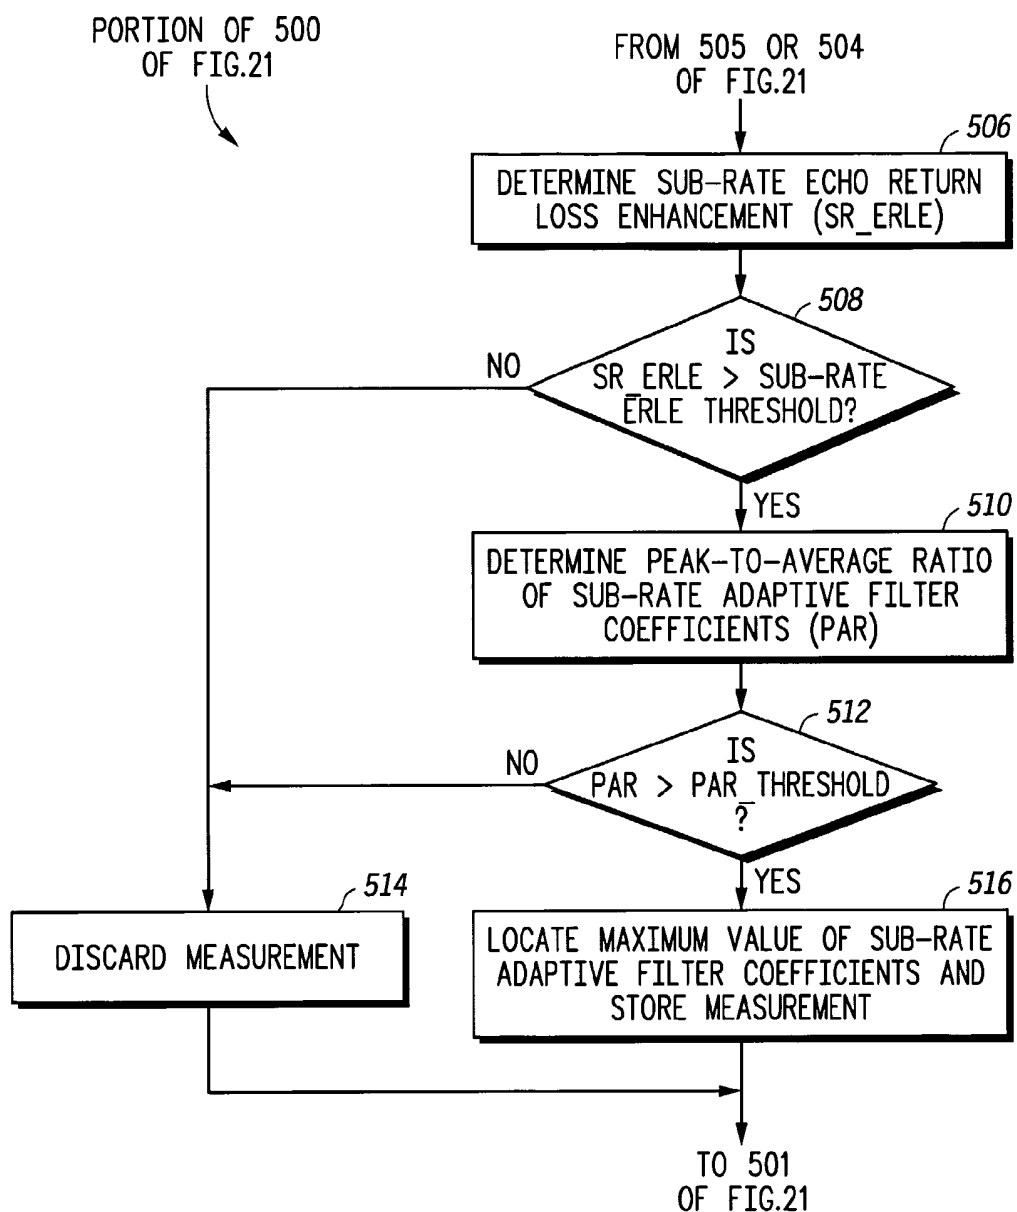 PORTION OF 500
OF FIG.21
FROM 505 OR 504
OF FIG.21
506
DETERMINE SUB-RATE ECHO RETURN
LOSS ENHANCEMENT (SR_ERLE)
508
IS
SR_ERLE > SUB-RATE
ERLE THRESHOLD?
NO
YES
510
DETERMINE PEAK-TO-AVERAGE RATIO
OF SUB-RATE ADAPTIVE FILTER
COEFFICIENTS (PAR)
512
IS
PAR > PAR_THRESHOLD
?
NO
YES
514
DISCARD MEASUREMENT
516
LOCATE MAXIMUM VALUE OF SUB-RATE
ADAPTIVE FILTER COEFFICIENTS AND
STORE MEASUREMENT
TO 501
OF FIG.21